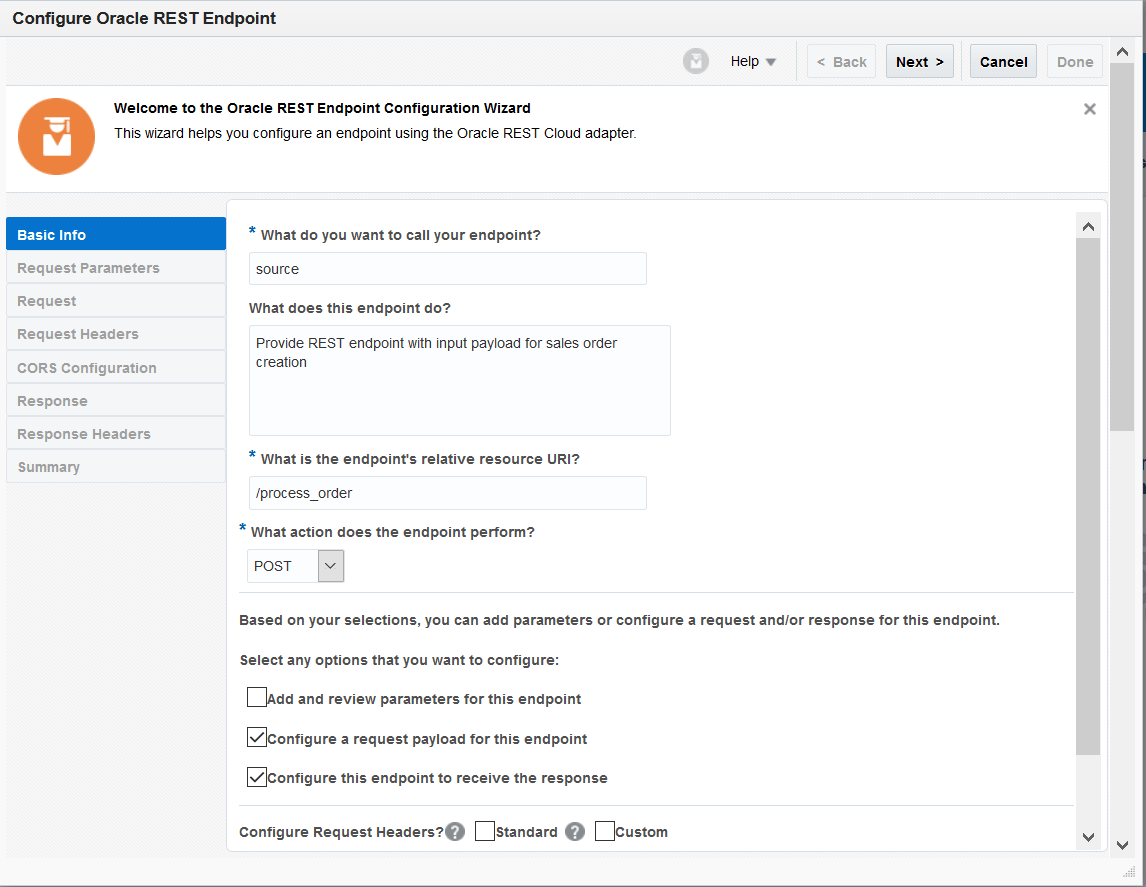 Configure Oracle REST Endpoint
Help
< Back
Next >
Cancel
Done
Welcome to the Oracle REST Endpoint Configuration Wizard
This wizard helps you configure an endpoint using the Oracle REST Cloud adapter.
Basic Info
Request Parameters
Request
Request Headers
CORS Configuration
Response
Response Headers
Summary
* What do you want to call your endpoint?
source
What does this endpoint do?
Provide REST endpoint with input payload for sales order
creation
* What is the endpoint's relative resource URI?
/process_order
* What action does the endpoint perform?
POST
Based on your selections, you can add parameters or configure a request and/or response for this endpoint.
Select any options that you want to configure:
Add and review parameters for this endpoint
Configure a request payload for this endpoint
Configure this endpoint to receive the response
Configure Request Headers? ? Standard ? Custom